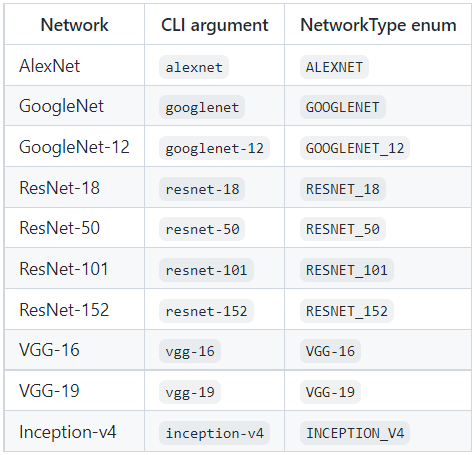 Network CLI argument NetworkType enum
AlexNet alexnet ALEXNET
GoogleNet googlenet GOOGLENET
GoogleNet-12 googlenet-12 GOOGLENET_12
ResNet-18 resnet-18 RESNET_18
ResNet-50 resnet-50 RESNET_50
ResNet-101 resnet-101 RESNET_101
ResNet-152 resnet-152 RESNET_152
VGG-16 vgg-16 VGG-16
VGG-19 vgg-19 VGG-19
Inception-v4 inception-v4 INCEPTION_V4